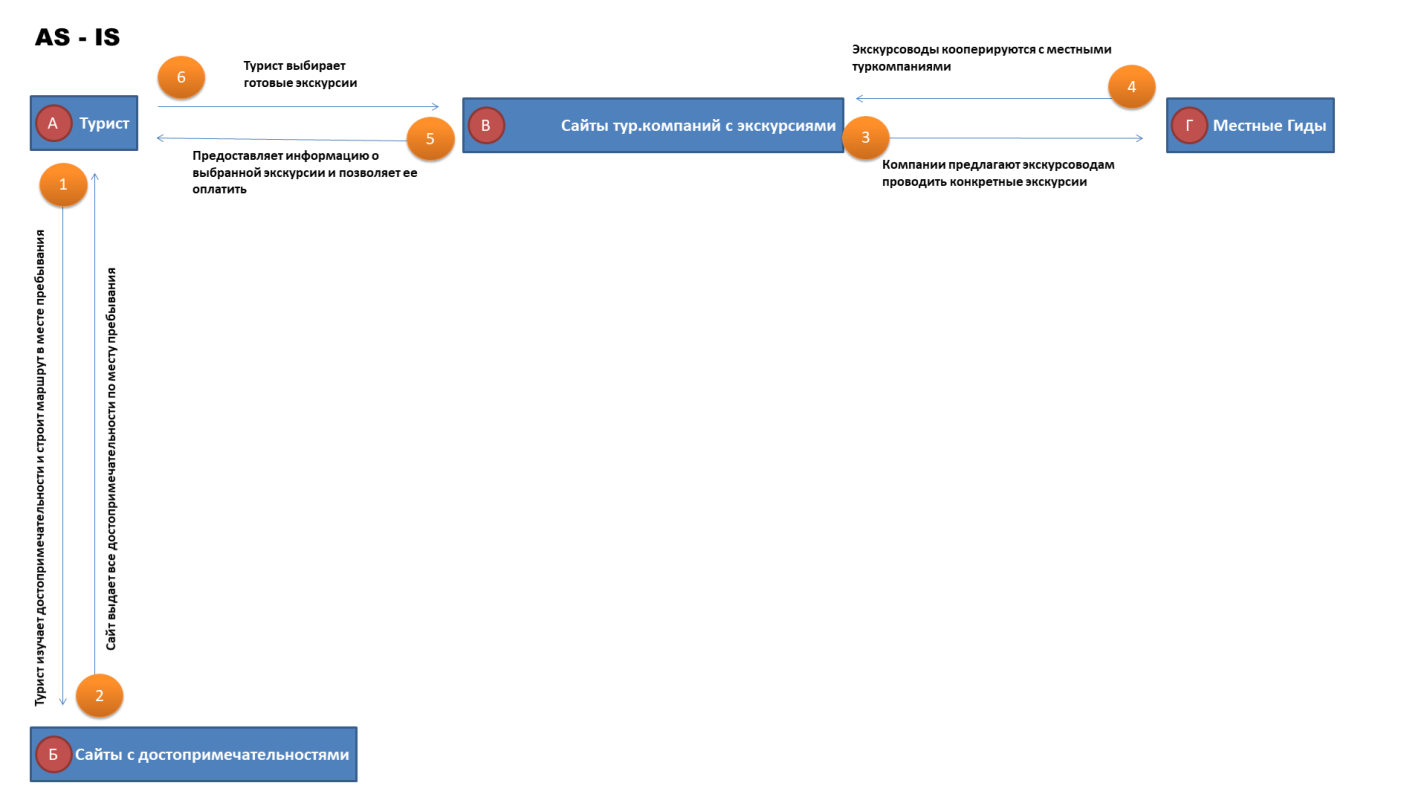 AS - IS
6
Турист выбирает
готовые экскурсии
Экскурсоводы кооперируются с местными
туркомпаниями
4
А Турист
В Сайты тур.компаний с экскурсиями
Г Местные Гиды
5
3
Предоставляет информацию о
выбранной экскурсии и позволяет ее
оплатить
Компании предлагают экскурсоводам
проводить конкретные экскурсии
1
Турист изучает достопримечательности и строит маршрут в месте пребывания
Сайт выдает все достопримечательности по месту пребывания
2
Б Сайты с достопримечательностями